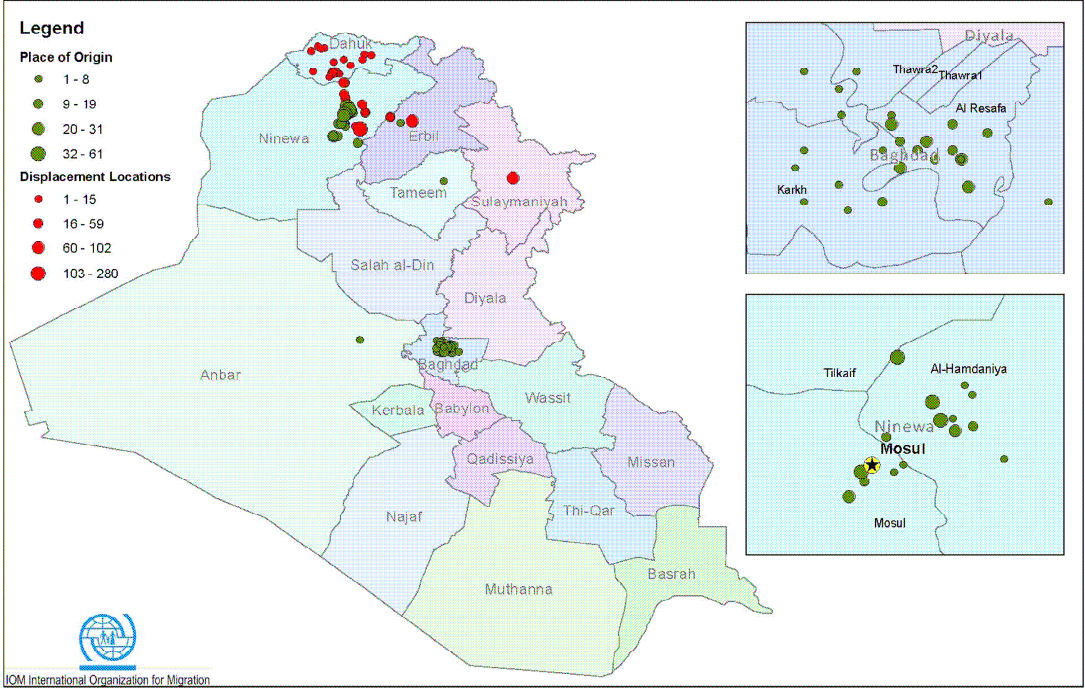 Legend
Place of Origin
1 - 8
9 - 19
20 - 31
32 - 61
Displacement Locations
1 - 15
16 - 59
60 - 102
103 - 280
Dahuk
Ninewa
Erbil
Tameem
Sulaymaniyah
Salah al-Din
Diyala
Baghdad
Anbar
Kerbala
Babylon
Wassit
Qadissiya
Missan
Najaf
Thi-Qar
Muthanna
Basrah
Diyala
Thawra2
Thawra1
Al Resafa
Baghdad
Karkh
Tilkaif
Al-Hamdaniya
Ninewa
Mosul
Mosul
IOM International Organization for Migration